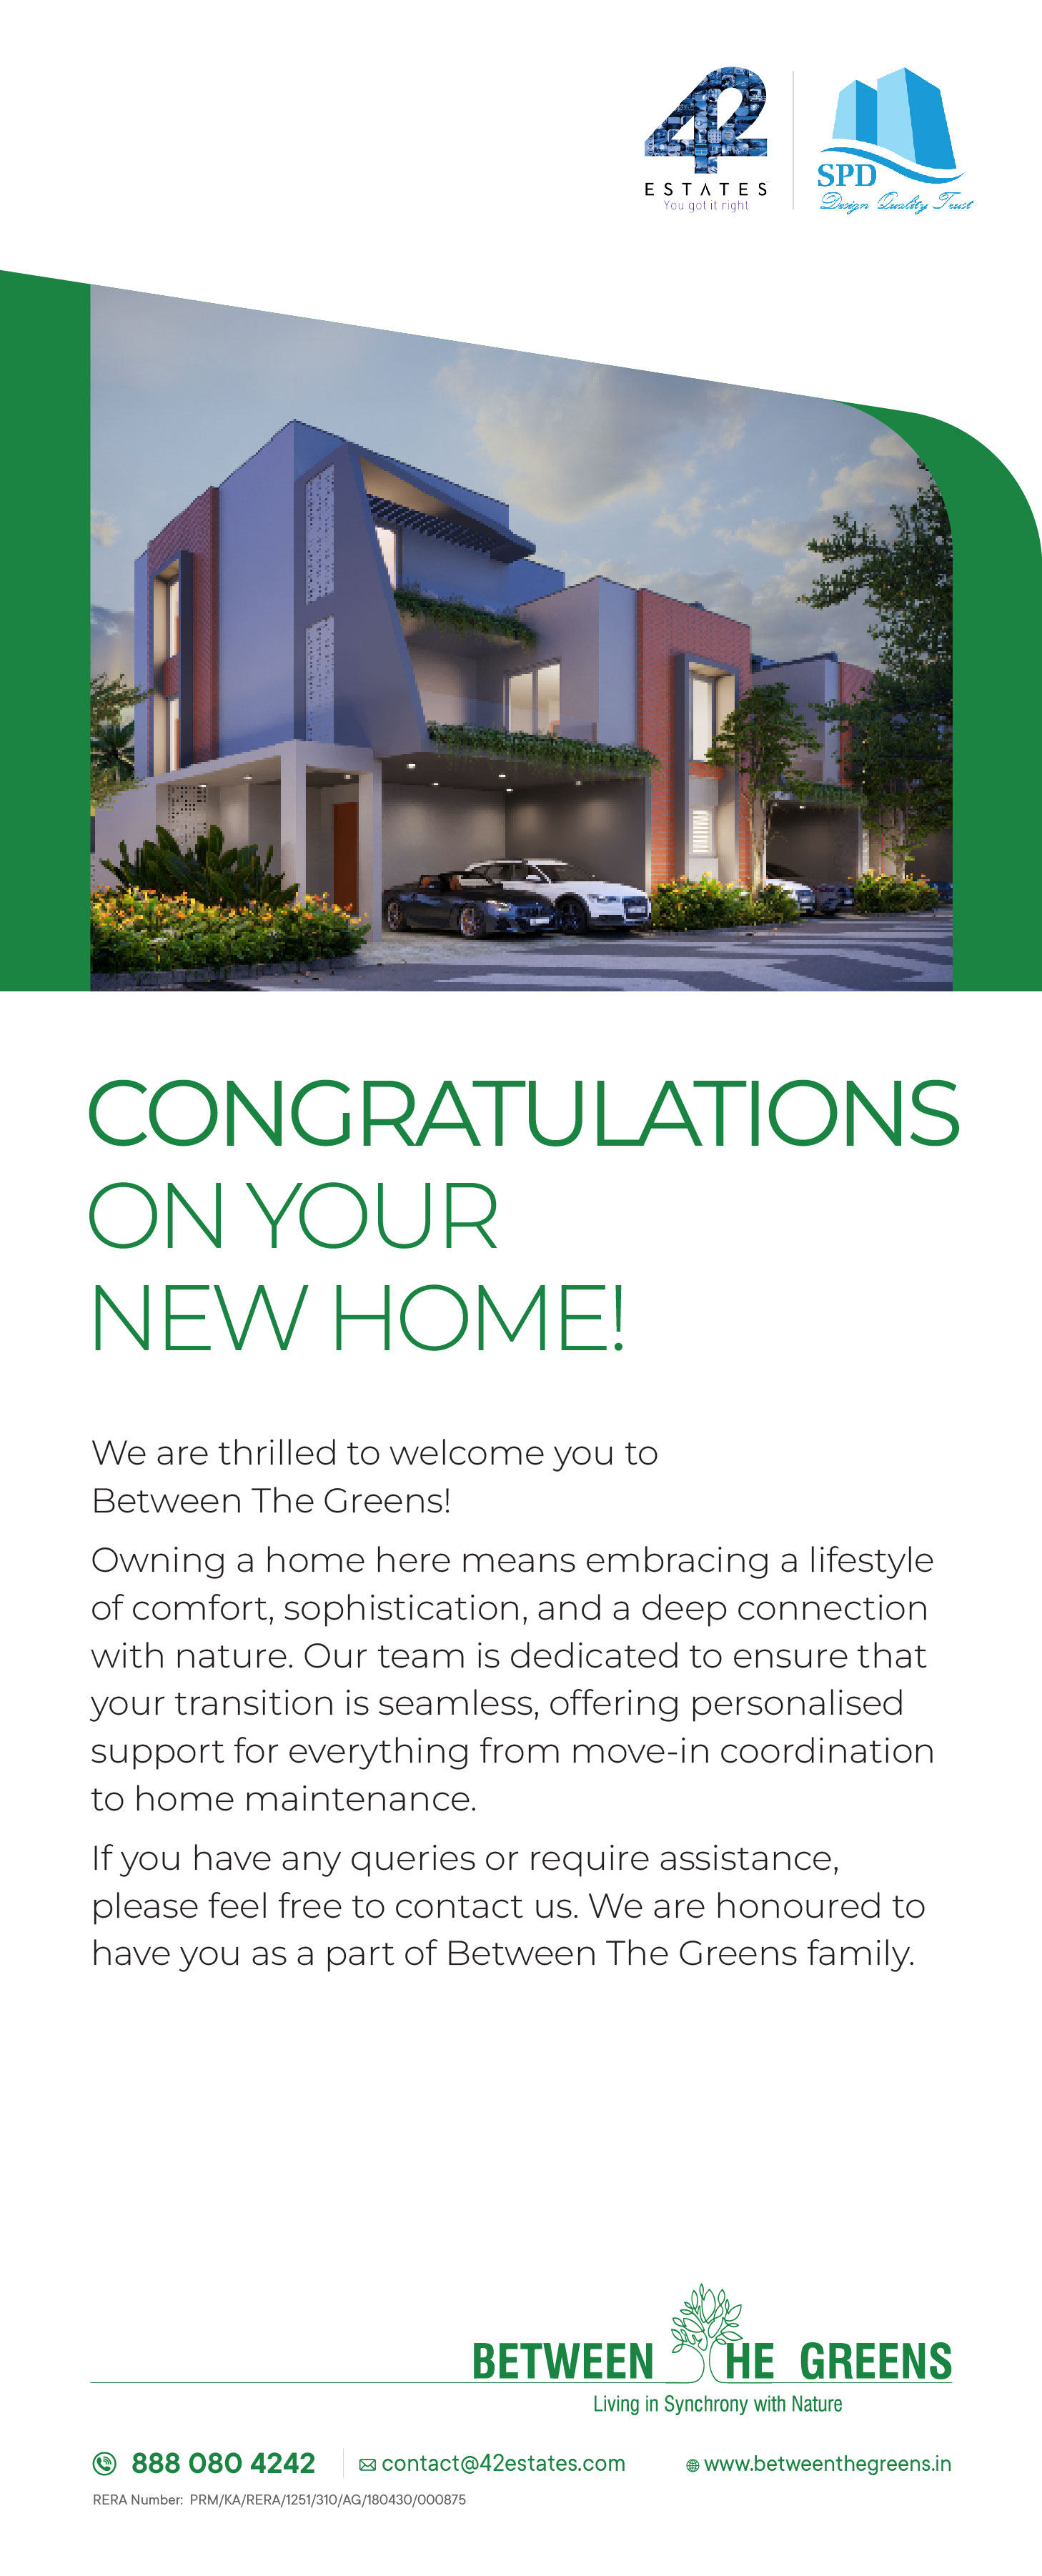 42
ESTATES
You got it right
SPD
Design Quality Trust
CONGRATULATIONS
ON YOUR
NEW HOME!
We are thrilled to welcome you to
Between The Greens!
Owning a home here means embracing a lifestyle
of comfort, sophistication, and a deep connection
with nature. Our team is dedicated to ensure that
your transition is seamless, offering personalised
support for everything from move-in coordination
to home maintenance.
If you have any queries or require assistance,
please feel free to contact us. We are honoured to
have you as a part of Between The Greens family.
BETWEEN THE GREENS
Living in Synchrony with Nature
888 080 4242 contact@42estates.com www.betweenthegreens.in
RERA Number: PRM/KA/RERA/1251/310/AG/180430/000875